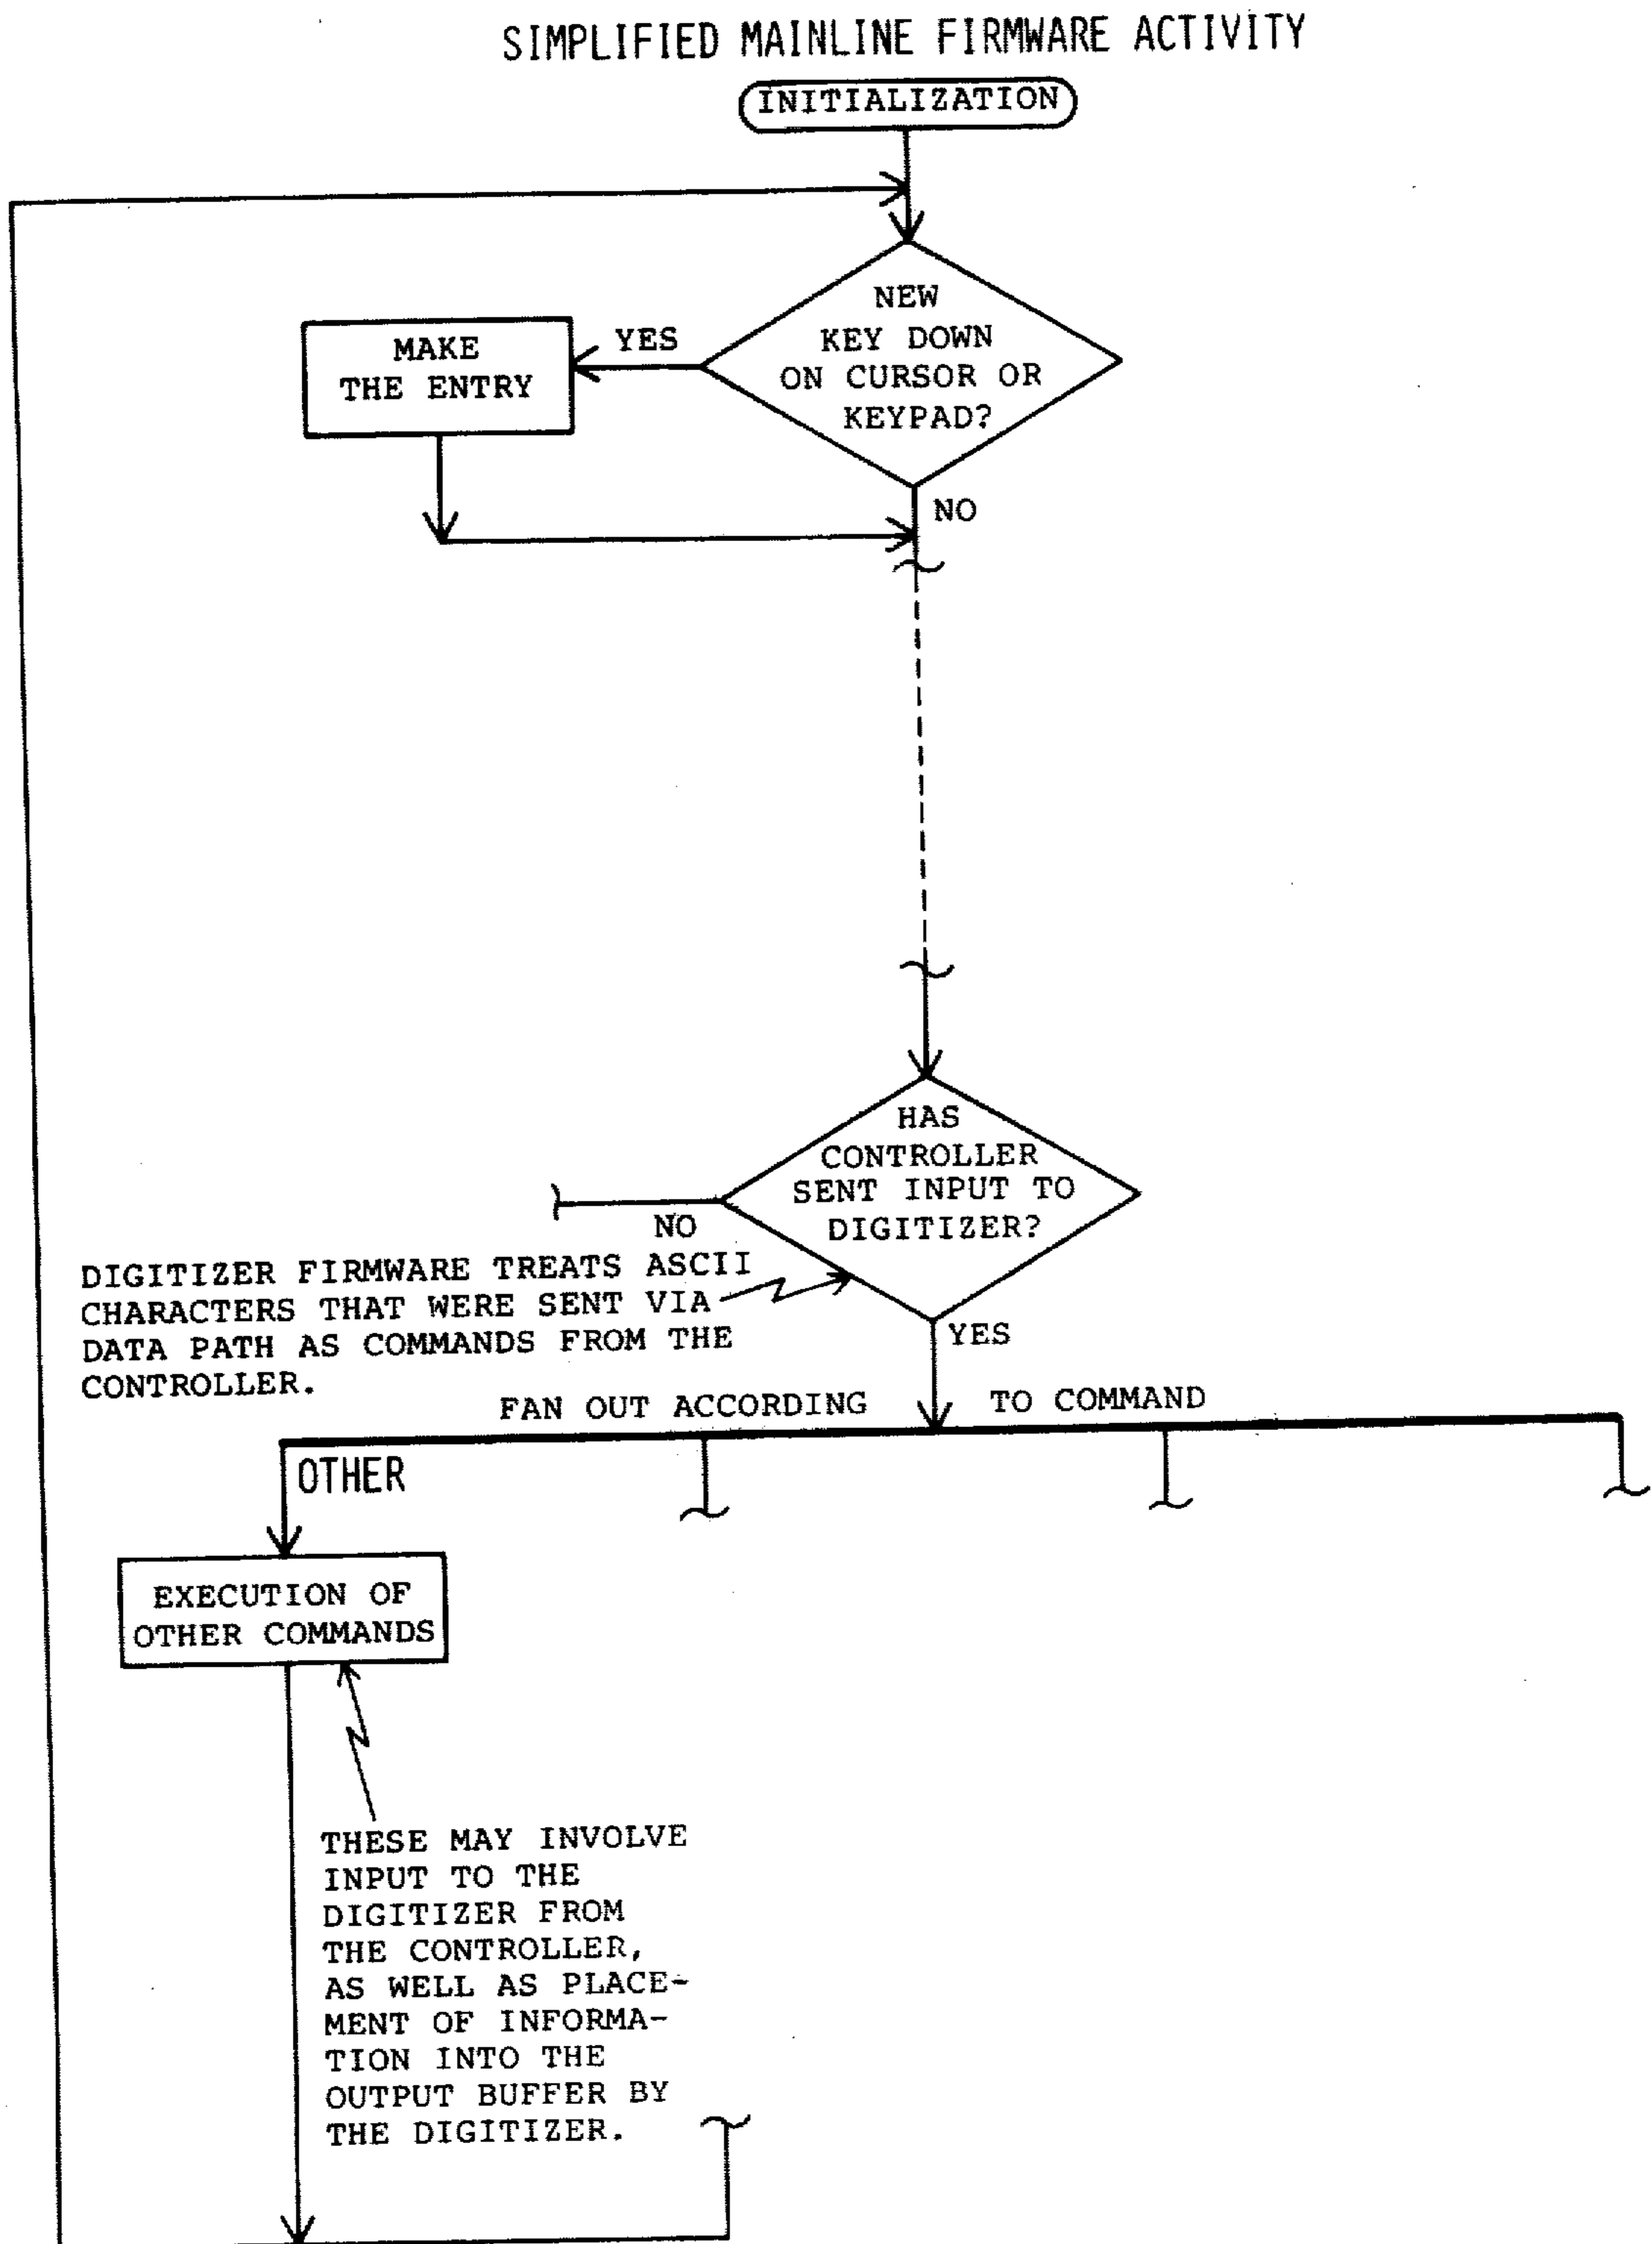 SIMPLIFIED MAINLINE FIRMWARE ACTIVITY
INITIALIZATION
NEW
KEY DOWN
ON CURSOR OR
KEYPAD?
YES
MAKE
THE ENTRY
NO
HAS
CONTROLLER
SENT INPUT TO
DIGITIZER?
NO
DIGITIZER FIRMWARE TREATS ASCII
CHARACTERS THAT WERE SENT VIA
DATA PATH AS COMMANDS FROM THE
CONTROLLER.
YES
FAN OUT ACCORDING TO COMMAND
OTHER
EXECUTION OF
OTHER COMMANDS
THESE MAY INVOLVE
INPUT TO THE
DIGITIZER FROM
THE CONTROLLER,
AS WELL AS PLACE-
MENT OF INFORMA-
TION INTO THE
OUTPUT BUFFER BY
THE DIGITIZER.